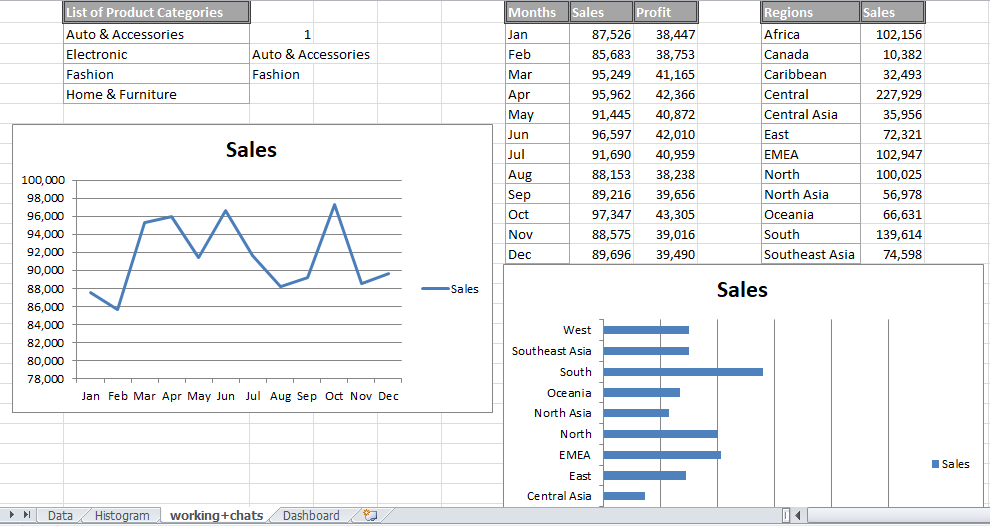 List of Product Categories
Auto & Accessories 1
Electronic Auto & Accessories
Fashion Fashion
Home & Furniture
Months Sales Profit
Jan 87,526 38,447
Feb 85,683 38,753
Mar 95,249 41,165
Apr 95,962 42,366
May 91,445 40,872
Jun 96,597 42,010
Jul 91,690 40,959
Aug 88,153 38,238
Sep 89,216 39,656
Oct 97,347 43,305
Nov 88,575 39,016
Dec 89,696 39,490
Regions Sales
Africa 102,156
Canada 10,382
Caribbean 32,493
Central 227,929
Central Asia 35,956
East 72,321
EMEA 102,947
North 100,025
North Asia 56,978
Oceania 66,631
South 139,614
Southeast Asia 74,598
Sales
100,000
98,000
96,000
94,000
92,000
90,000
88,000
86,000
84,000
82,000
80,000
78,000
Jan Feb Mar Apr May Jun Jul Aug Sep Oct Nov Dec
Sales
Sales
West
Southeast Asia
South
Oceania
North Asia
North
EMEA
East
Central Asia
Sales
Data Histogram working+chats Dashboard